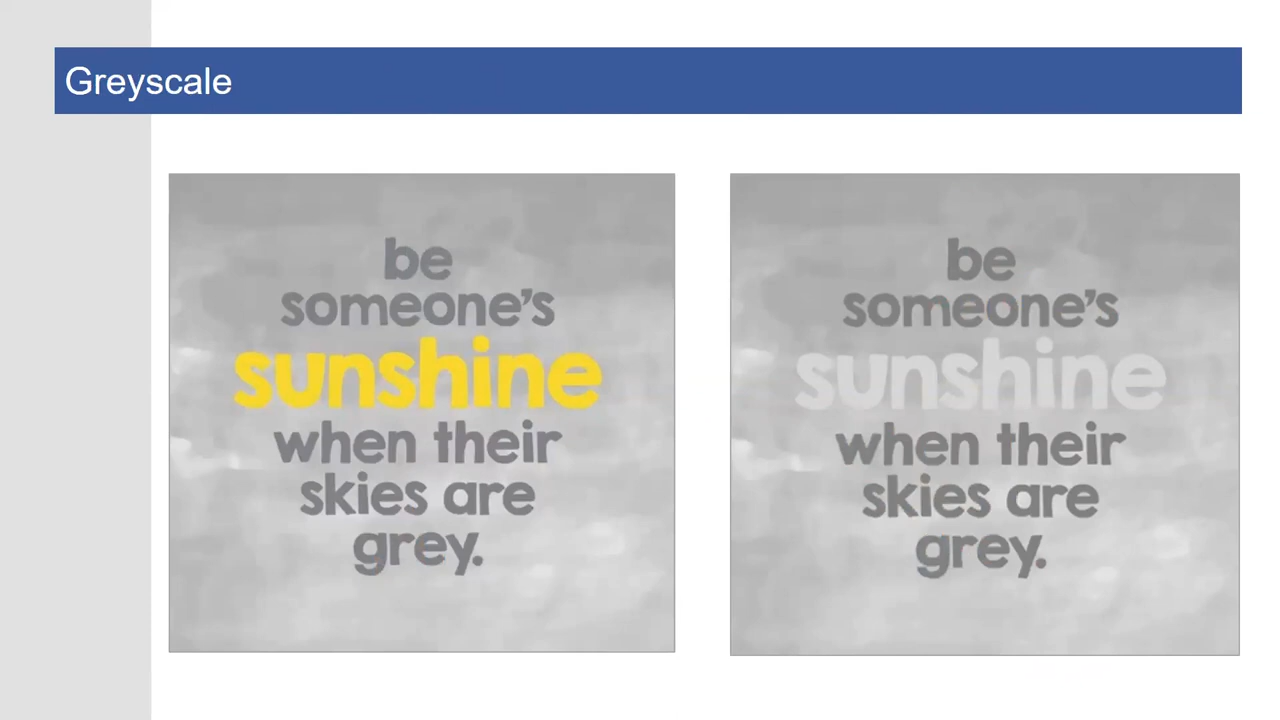 Greyscale
be
someone's
sunshine
when their
skies are
grey.
be
someone's
sunshine
when their
skies are
grey.